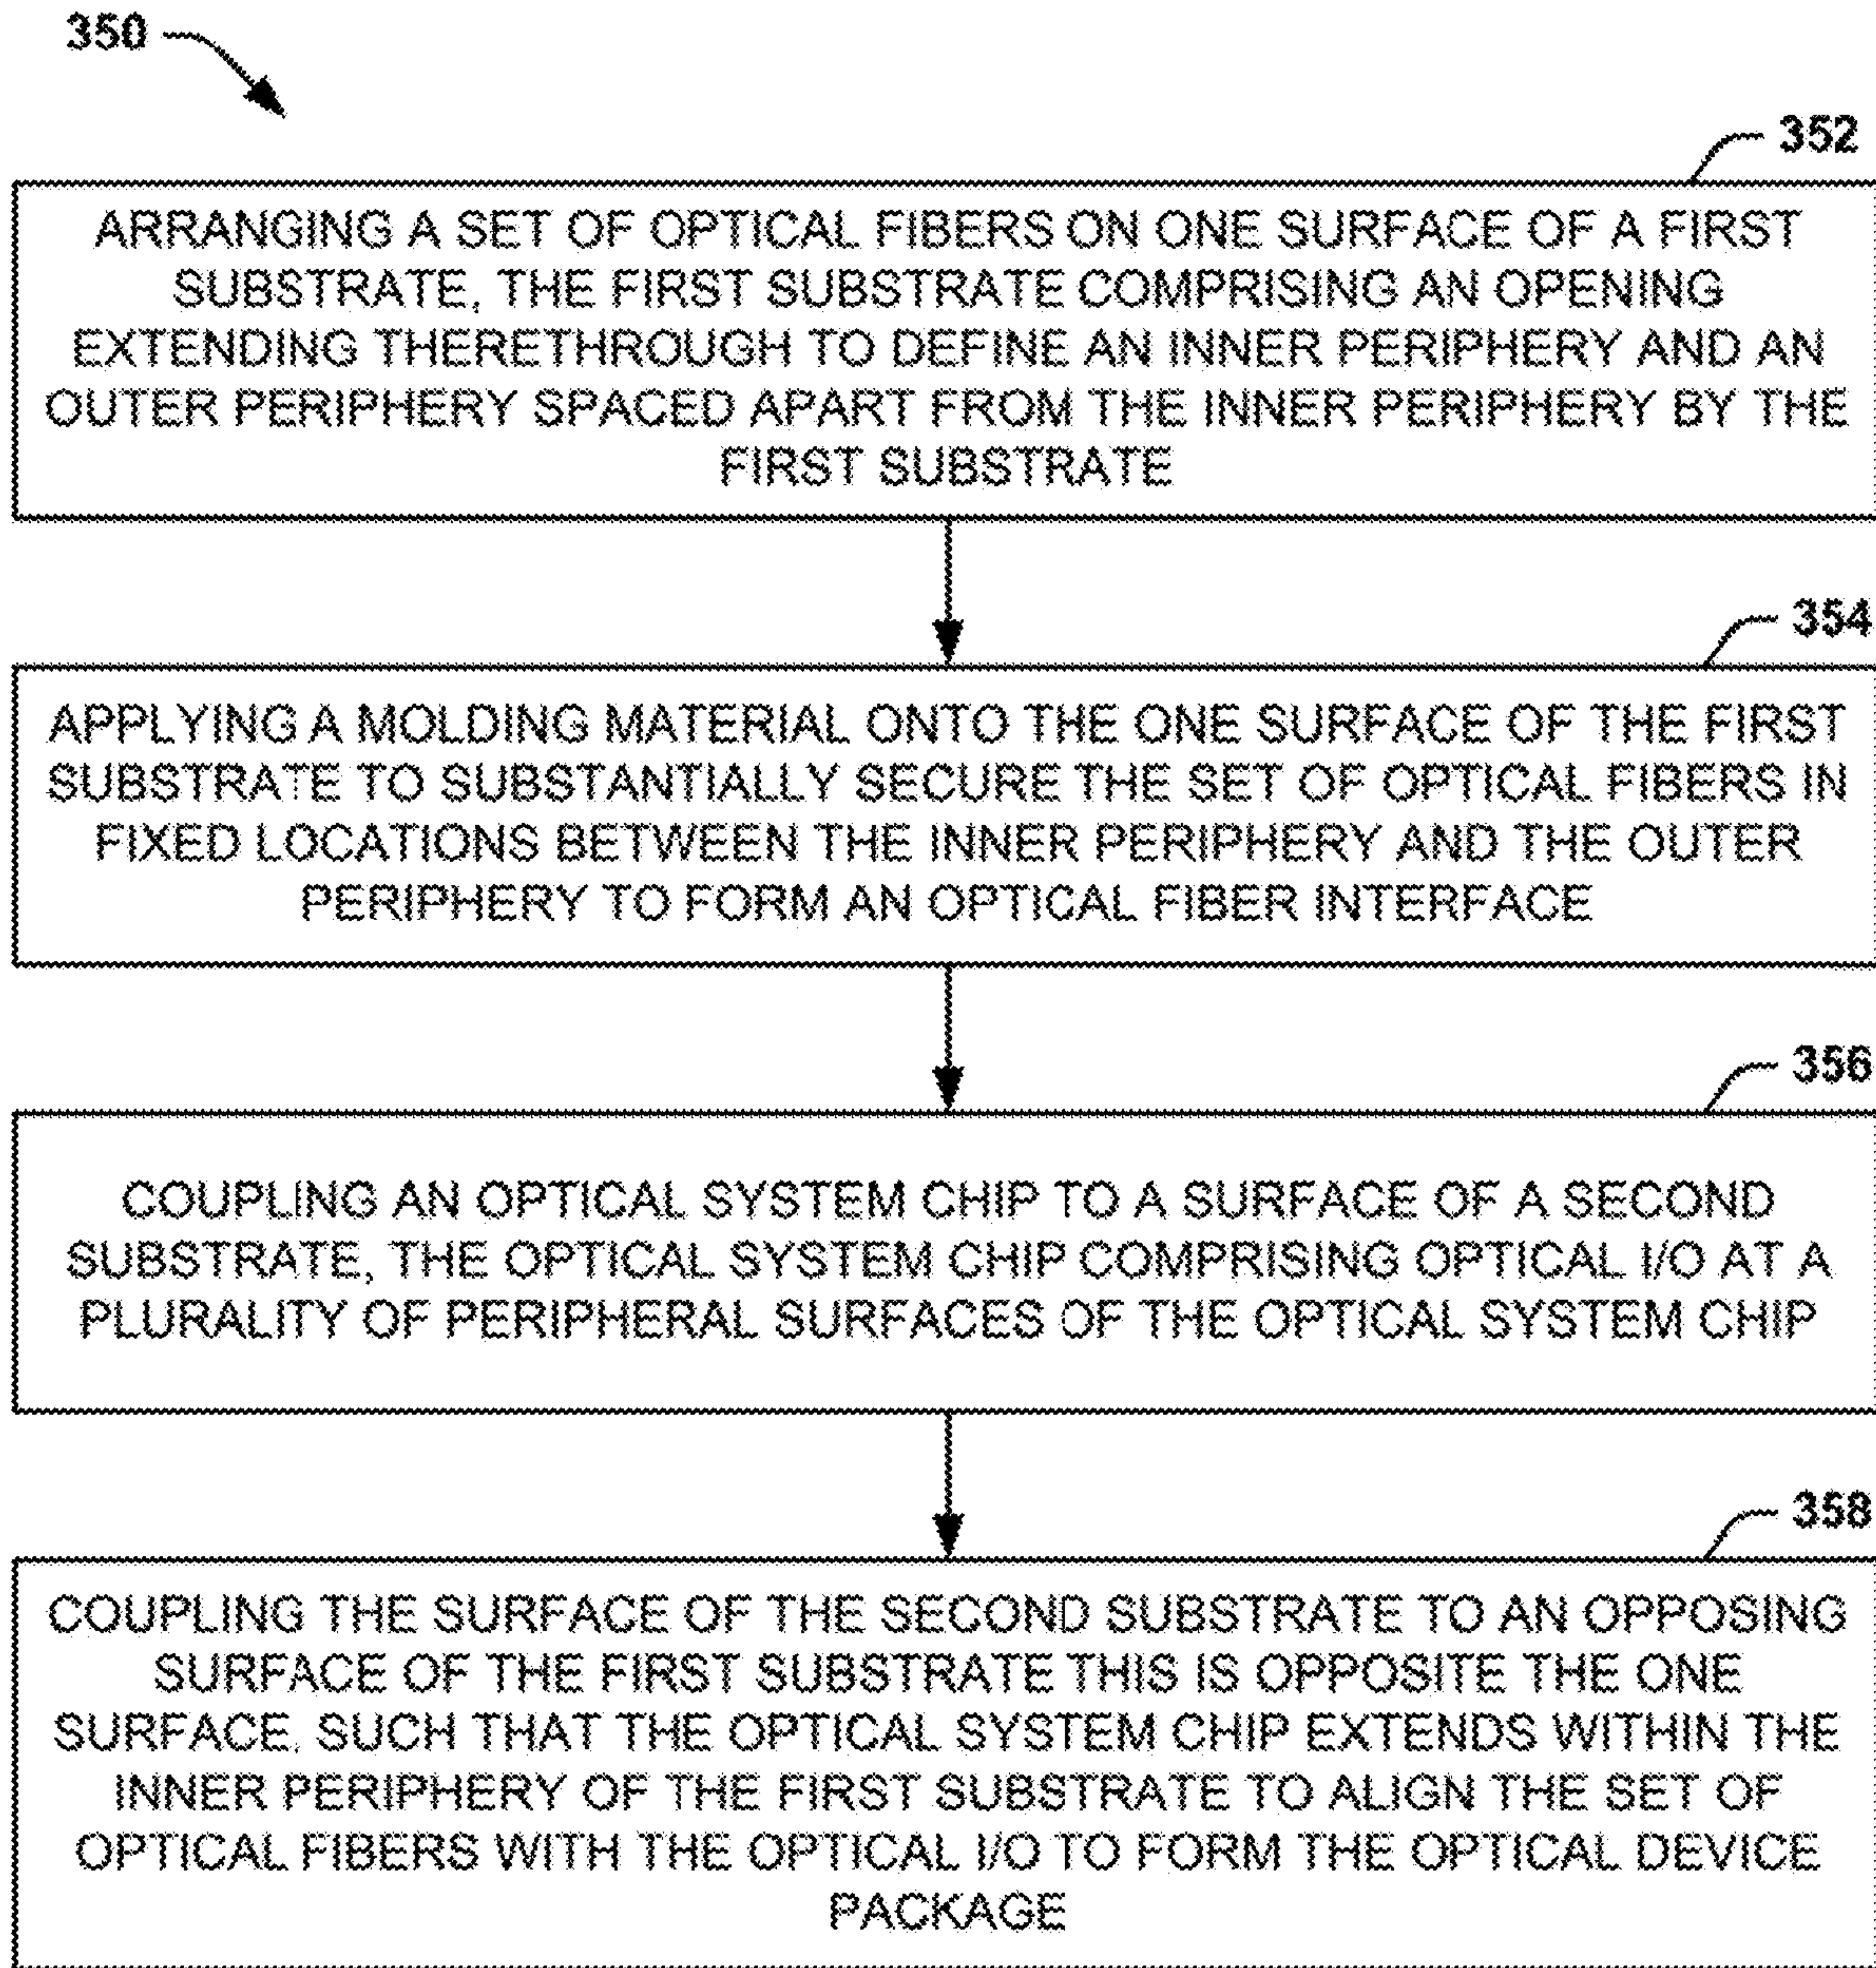 350
352
ARRANGING A SET OF OPTICAL FIBERS ON ONE SURFACE OF A FIRST
SUBSTRATE, THE FIRST SUBSTRATE COMPRISING AN OPENING
EXTENDING THERETHROUGH TO DEFINE AN INNER PERIPHERY AND AN
OUTER PERIPHERY SPACED APART FROM THE INNER PERIPHERY BY THE
FIRST SUBSTRATE
354
APPLYING A MOLDING MATERIAL ONTO THE ONE SURFACE OF THE FIRST
SUBSTRATE TO SUBSTANTIALLY SECURE THE SET OF OPTICAL FIBERS IN
FIXED LOCATIONS BETWEEN THE INNER PERIPHERY AND THE OUTER
PERIPHERY TO FORM AN OPTICAL FIBER INTERFACE
356
COUPLING AN OPTICAL SYSTEM CHIP TO A SURFACE OF A SECOND
SUBSTRATE, THE OPTICAL SYSTEM CHIP COMPRISING OPTICAL I/O AT A
PLURALITY OF PERIPHERAL SURFACES OF THE OPTICAL SYSTEM CHIP
358
COUPLING THE SURFACE OF THE SECOND SUBSTRATE TO AN OPPOSING
SURFACE OF THE FIRST SUBSTRATE THIS IS OPPOSITE THE ONE
SURFACE, SUCH THAT THE OPTICAL SYSTEM CHIP EXTENDS WITHIN THE
INNER PERIPHERY OF THE FIRST SUBSTRATE TO ALIGN THE SET OF
OPTICAL FIBERS WITH THE OPTICAL I/O TO FORM THE OPTICAL DEVICE
PACKAGE